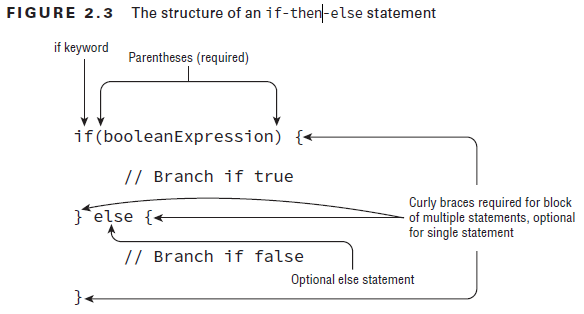 FIGURE 2.3 The structure of an if-then-else statement
if keyword
Parentheses (required)
if(booleanExpression) {
// Branch if true
} else {
Curly braces required for block
of multiple statements, optional
for single statement
// Branch if false
Optional else statement
}